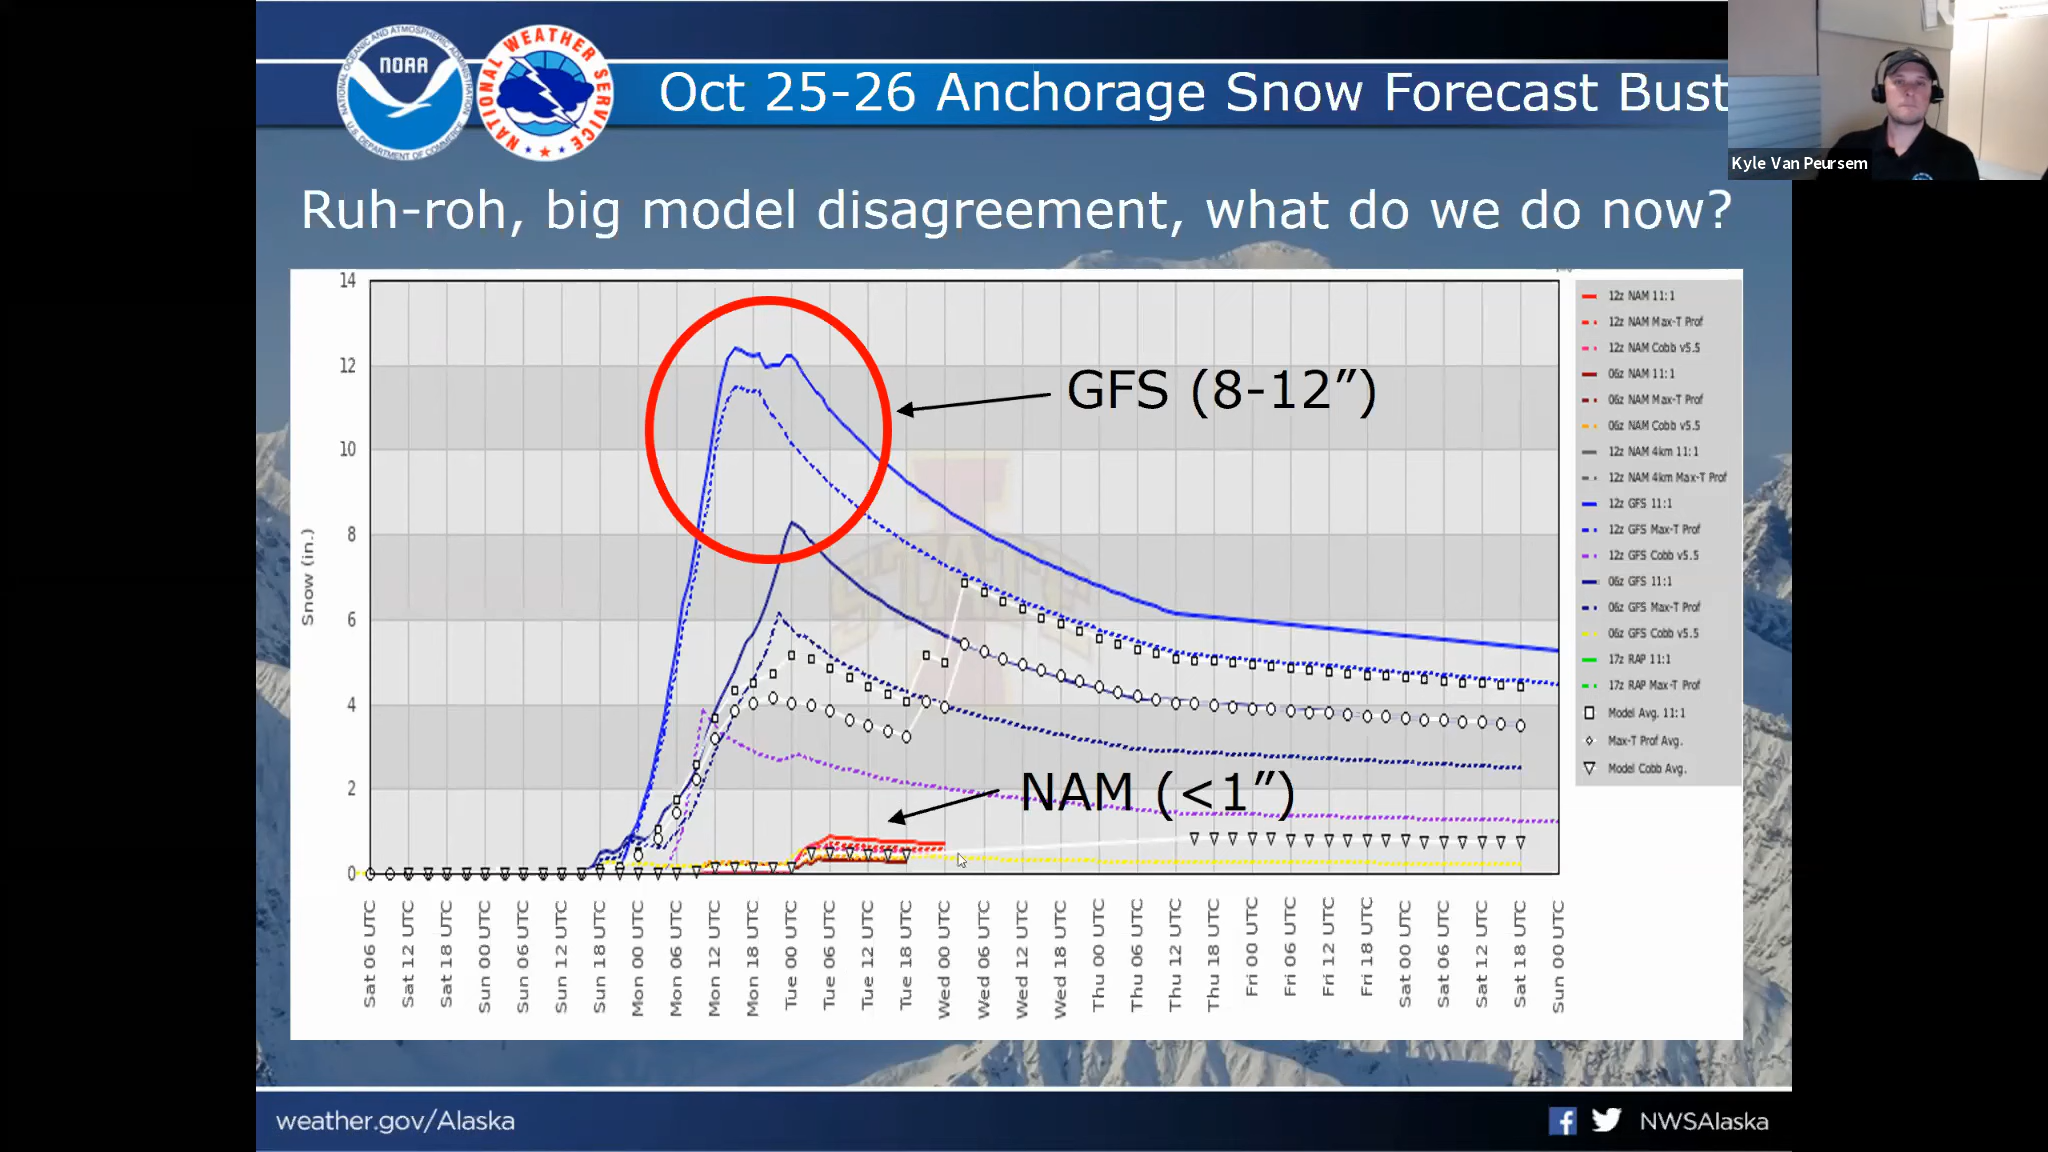 NOAA
NATIONAL OCEANIC AND ATMOSPHERIC ADMINISTRATION
U.S. DEPARTMENT OF COMMERCE
NATIONAL WEATHER SERVICE
Oct 25-26 Anchorage Snow Forecast Bust
Kyle Van Peursem
Ruh-roh, big model disagreement, what do we do now?
14
12
10
8
6
4
2
0
Snow (in.)
GFS (8-12”)
NAM (<1”)
STATE
12z NAM 11:1
12z NAM Max-T Prof
12z NAM Cobb v5.5
06z NAM 11:1
06z NAM Max-T Prof
06z NAM Cobb v5.5
12z NAM 4km 11:1
12z NAM 4km Max-T Prof
12z GFS 11:1
12z GFS Max-T Prof
12z GFS Cobb v5.5
06z GFS 11:1
06z GFS Max-T Prof
06z GFS Cobb v5.5
17z RAP 11:1
17z RAP Max-T Prof
Model Avg. 11:1
Max-T Prof Avg.
Model Cobb Avg.
Sat 06 UTC
Sat 12 UTC
Sat 18 UTC
Sun 00 UTC
Sun 06 UTC
Sun 12 UTC
Sun 18 UTC
Mon 00 UTC
Mon 06 UTC
Mon 12 UTC
Mon 18 UTC
Tue 00 UTC
Tue 06 UTC
Tue 12 UTC
Tue 18 UTC
Wed 00 UTC
Wed 06 UTC
Wed 12 UTC
Wed 18 UTC
Thu 00 UTC
Thu 06 UTC
Thu 12 UTC
Thu 18 UTC
Fri 00 UTC
Fri 06 UTC
Fri 12 UTC
Fri 18 UTC
Sat 00 UTC
Sat 06 UTC
Sat 12 UTC
Sat 18 UTC
Sun 00 UTC
weather.gov/Alaska
NWSAlaska